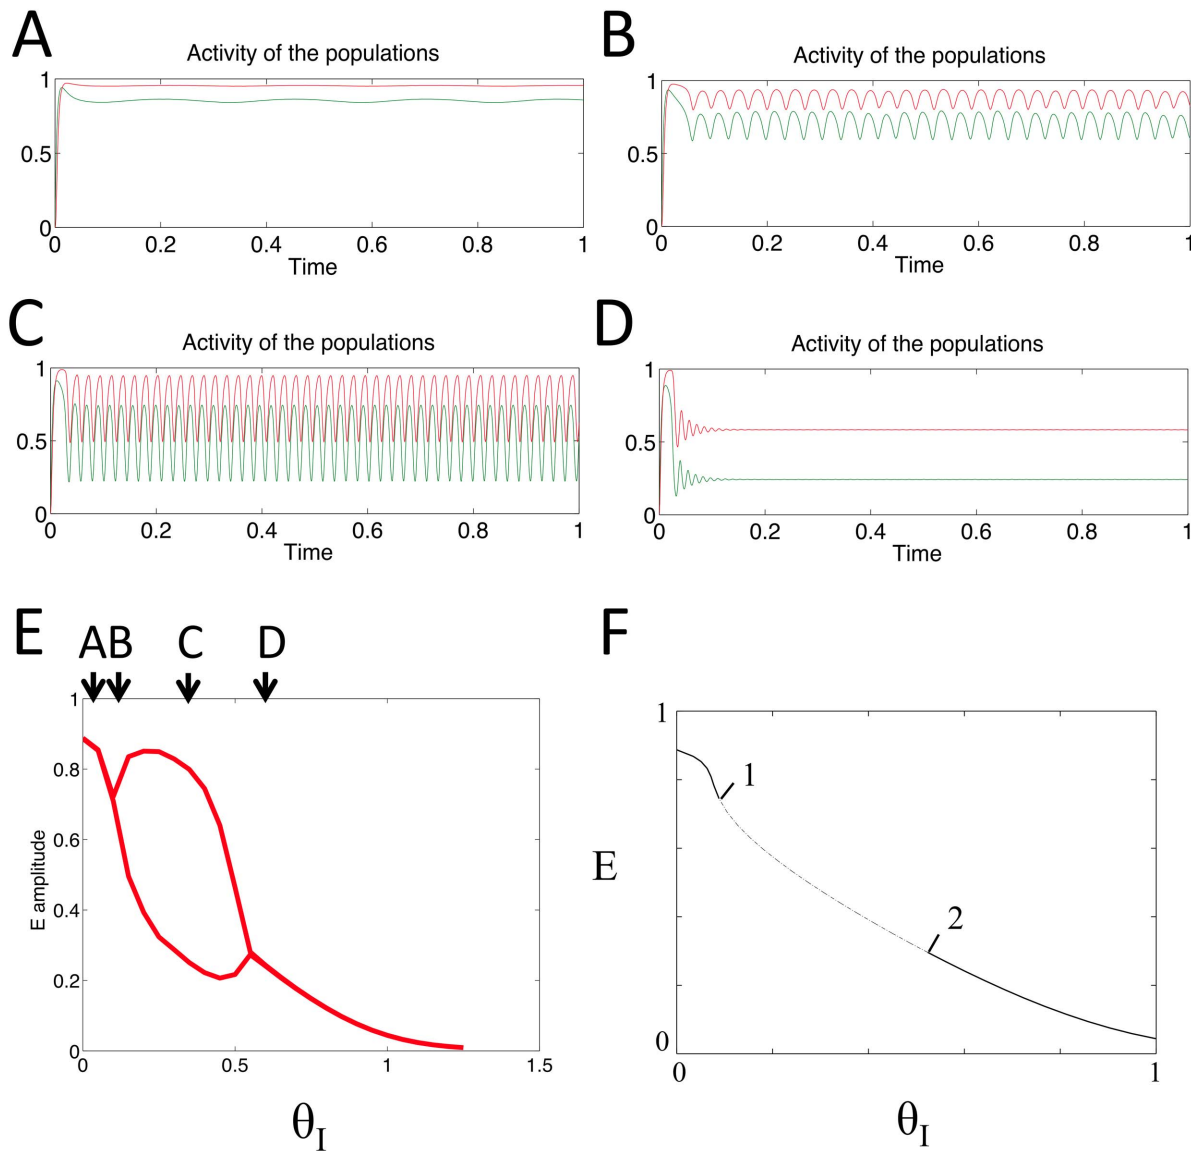 A
Activity of the populations
1
0.5
0
0 0.2 0.4 0.6 0.8 1
Time
B
Activity of the populations
1
0.5
0
0 0.2 0.4 0.6 0.8 1
Time
C
Activity of the populations
1
0.5
0
0 0.2 0.4 0.6 0.8 1
Time
D
Activity of the populations
1
0.5
0
0 0.2 0.4 0.6 0.8 1
Time
E
A B C D
1
0.8
0.6
0.4
0.2
0
E amplitude
0 0.5 1 1.5
θI
F
1
1
E
2
0
0 1
θI